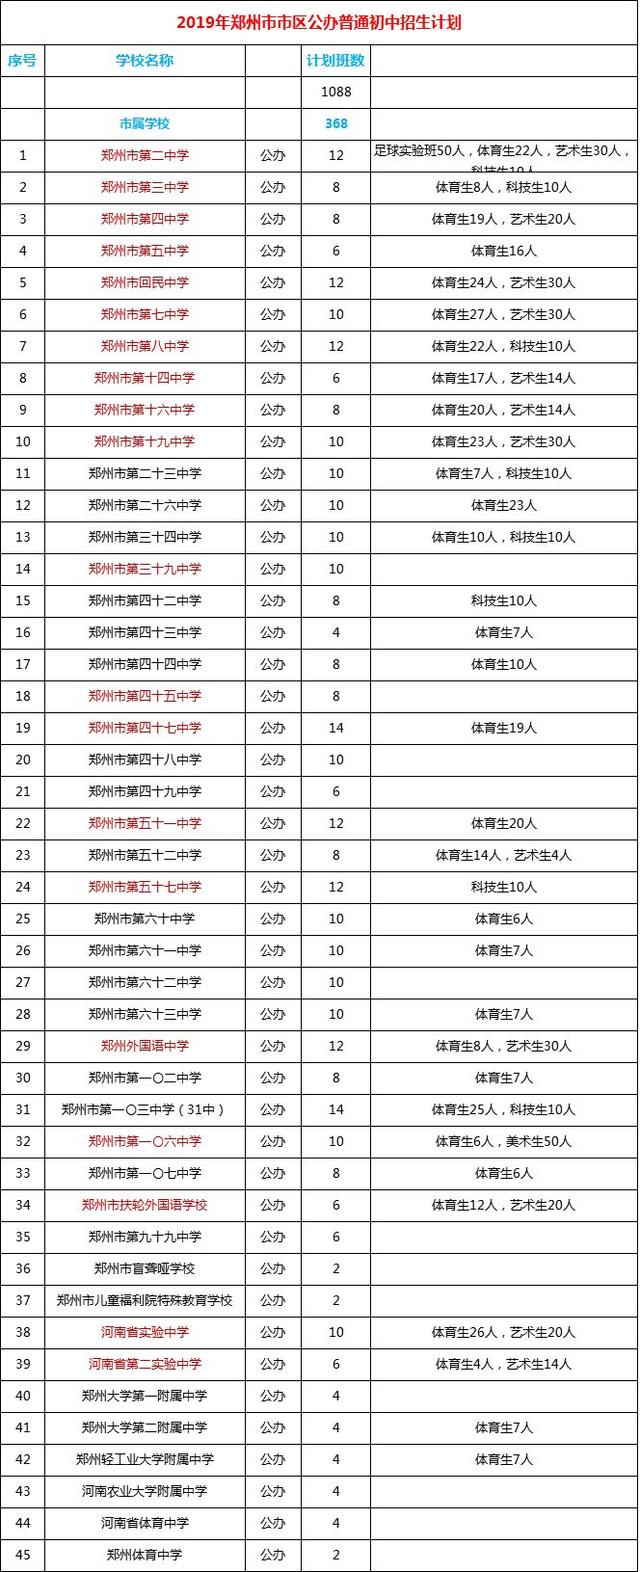 2019年郑州市市区公办普通初中招生计划
序号 学校名称 计划班数
1088
市属学校 368
1 郑州市第二中学 公办 12 足球实验班50人，体育生22人，艺术生30人，
科技生10人
2 郑州市第三中学 公办 8 体育生8人，科技生10人
3 郑州市第四中学 公办 8 体育生19人，艺术生20人
4 郑州市第五中学 公办 6 体育生16人
5 郑州市回民中学 公办 12 体育生24人，艺术生30人
6 郑州市第七中学 公办 10 体育生27人，艺术生30人
7 郑州市第八中学 公办 12 体育生22人，科技生10人
8 郑州市第十四中学 公办 6 体育生17人，艺术生14人
9 郑州市第十六中学 公办 8 体育生20人，艺术生14人
10 郑州市第十九中学 公办 10 体育生23人，艺术生30人
11 郑州市第二十三中学 公办 10 体育生7人，科技生10人
12 郑州市第二十六中学 公办 10 体育生23人
13 郑州市第三十四中学 公办 10 体育生10人，科技生10人
14 郑州市第三十九中学 公办 10
15 郑州市第四十二中学 公办 8 科技生10人
16 郑州市第四十三中学 公办 4 体育生7人
17 郑州市第四十四中学 公办 8 体育生10人
18 郑州市第四十五中学 公办 8
19 郑州市第四十七中学 公办 14 体育生19人
20 郑州市第四十八中学 公办 10
21 郑州市第四十九中学 公办 6
22 郑州市第五十一中学 公办 12 体育生20人
23 郑州市第五十二中学 公办 8 体育生14人，艺术生4人
24 郑州市第五十七中学 公办 12 科技生10人
25 郑州市第六十中学 公办 10 体育生6人
26 郑州市第六十一中学 公办 10 体育生7人
27 郑州市第六十二中学 公办 10
28 郑州市第六十三中学 公办 10 体育生7人
29 郑州外国语中学 公办 12 体育生8人，艺术生30人
30 郑州市第一〇二中学 公办 8 体育生7人
31 郑州市第一〇三中学（31中） 公办 14 体育生25人，科技生10人
32 郑州市第一〇六中学 公办 10 体育生6人，美术生50人
33 郑州市第一〇七中学 公办 8 体育生6人
34 郑州市扶轮外国语学校 公办 6 体育生12人，艺术生20人
35 郑州市第九十九中学 公办 6
36 郑州市盲聋哑学校 公办 2
37 郑州市儿童福利院特殊教育学校 公办 2
38 河南省实验中学 公办 10 体育生26人，艺术生20人
39 河南省第二实验中学 公办 6 体育生4人，艺术生14人
40 郑州大学第一附属中学 公办 4
41 郑州大学第二附属中学 公办 4 体育生7人
42 郑州轻工业大学附属中学 公办 4 体育生7人
43 河南农业大学附属中学 公办 4
44 河南省体育中学 公办 4
45 郑州体育中学 公办 2